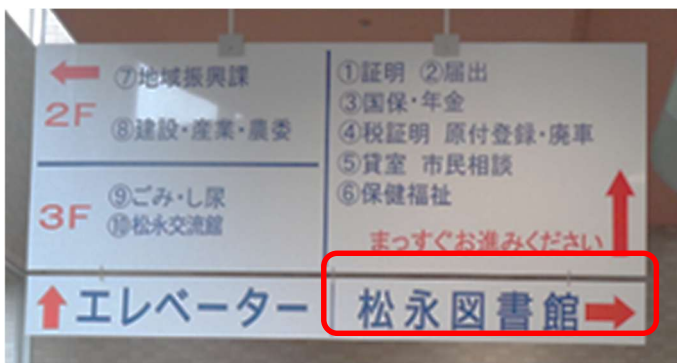 ← ⑦地域振興課
2F
⑧建設・産業・農委
3F
⑨ごみ・し尿
⑩松永交流館
①証明 ②届出
③国保・年金
④税証明 原付登録・廃車
⑤貸室 市民相談
⑥保健福祉
まっすぐお進みください ↑
↑エレベーター
松永図書館→